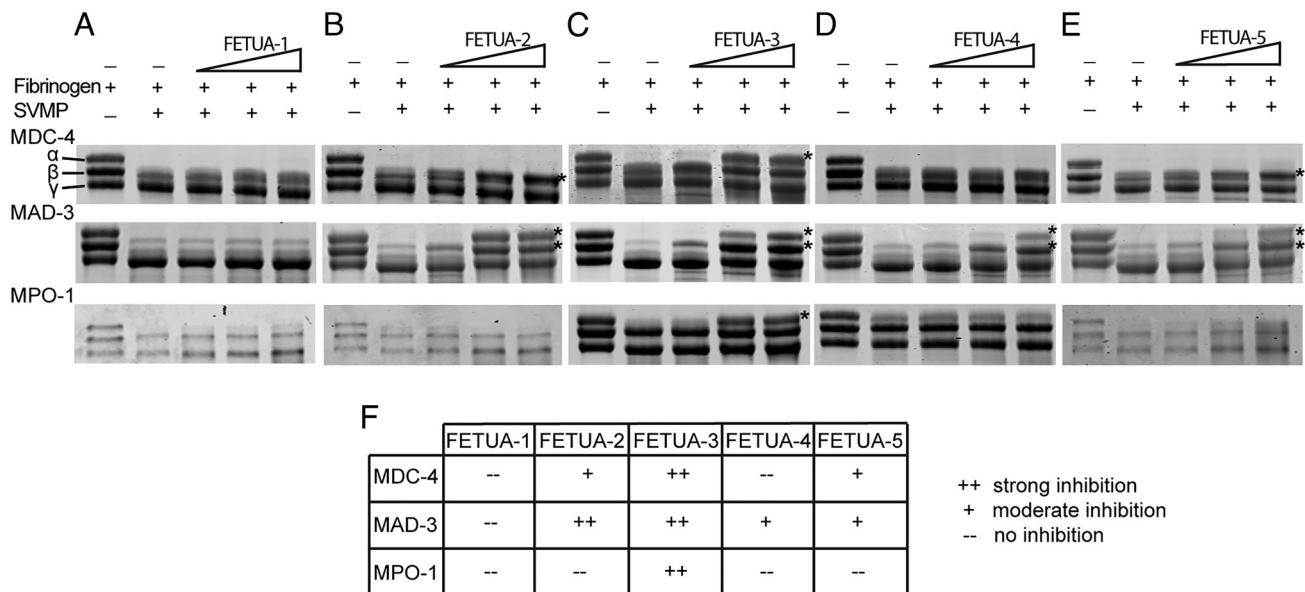 A B C D E
FETUA-1 FETUA-2 FETUA-3 FETUA-4 FETUA-5
– – – – – – – – – –
Fibrinogen + + + + + + + + + + + + + + + + + + + + + + + + +
SVMP – + + + + – + + + + – + + + + – + + + + – + + + +
MDC-4
α
* 
β
* *
γ
MAD-3
* * * *
* * * *
MPO-1
*
F
FETUA-1 FETUA-2 FETUA-3 FETUA-4 FETUA-5
MDC-4 -- + ++ -- +
MAD-3 -- ++ ++ + +
MPO-1 -- -- ++ -- --
++ strong inhibition
+ moderate inhibition
-- no inhibition